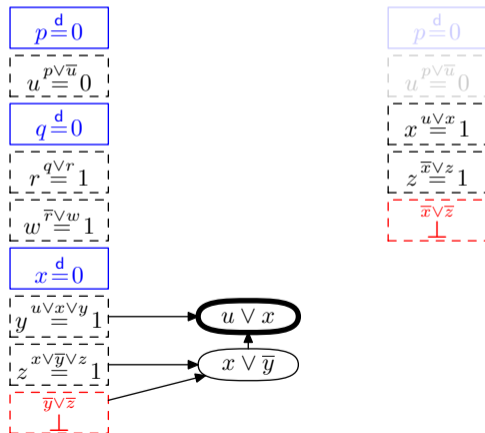 p d= 0
u p∨u̅= 0
q d= 0
r q∨r= 1
w r̅∨w= 1
x d= 0
y u∨x∨y= 1
z x∨y̅∨z= 1
y̅∨z̅
⊥
u ∨ x
x ∨ y̅
p d= 0
u p∨u̅= 0
x u∨x= 1
z x̅∨z= 1
x̅∨z̅
⊥